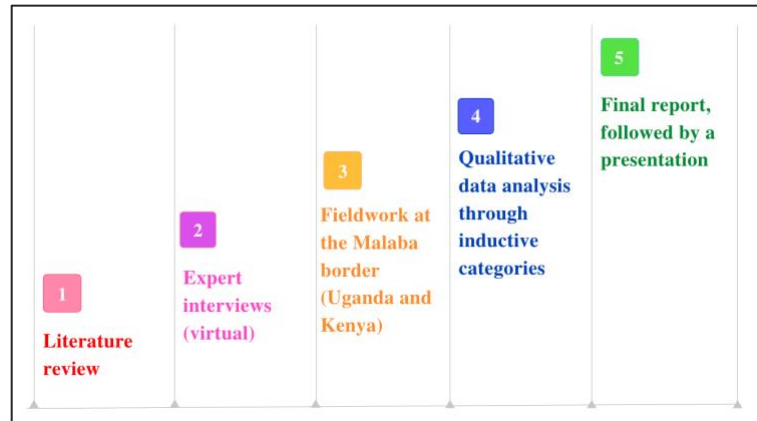 1
Literature
review
2
Expert
interviews
(virtual)
3
Fieldwork at
the Malaba
border
(Uganda and
Kenya)
4
Qualitative
data analysis
through
inductive
categories
5
Final report,
followed by a
presentation